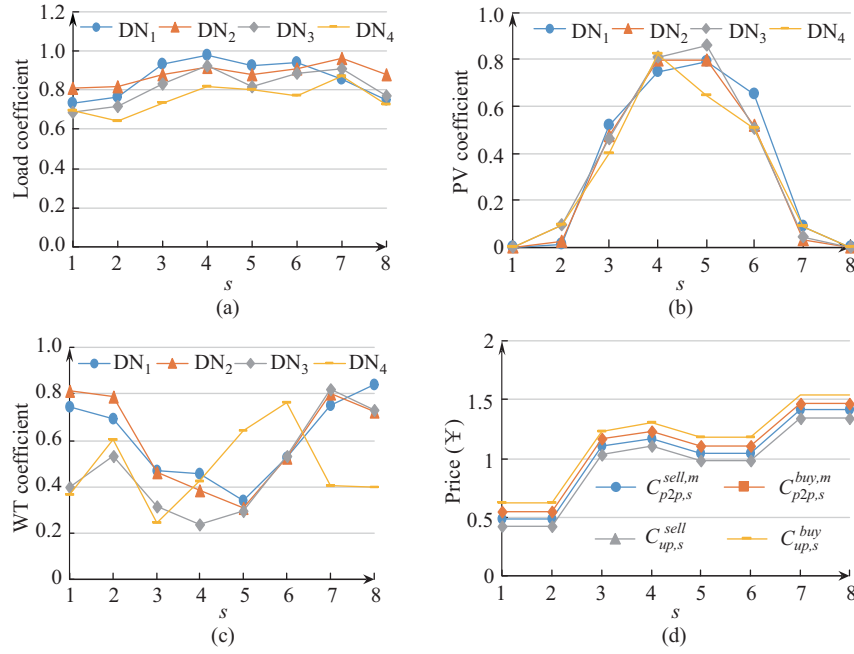 1.2
DN1 DN2 DN3 DN4
1.0
0.8
0.6
0.4
0.2
0.0
Load coefficient
1 2 3 4 5 6 7 8
s
(a)
1.0
DN1 DN2 DN3 DN4
0.8
0.6
0.4
0.2
0
PV coefficient
1 2 3 4 5 6 7 8
s
(b)
1.0
DN1 DN2 DN3 DN4
0.8
0.6
0.4
0.2
0
WT coefficient
1 2 3 4 5 6 7 8
s
(c)
2
1.5
1
0.5
0
Price (¥)
C_{p2p,s}^{sell,m} C_{p2p,s}^{buy,m}
C_{up,s}^{sell} C_{up,s}^{buy}
1 2 3 4 5 6 7 8
s
(d)